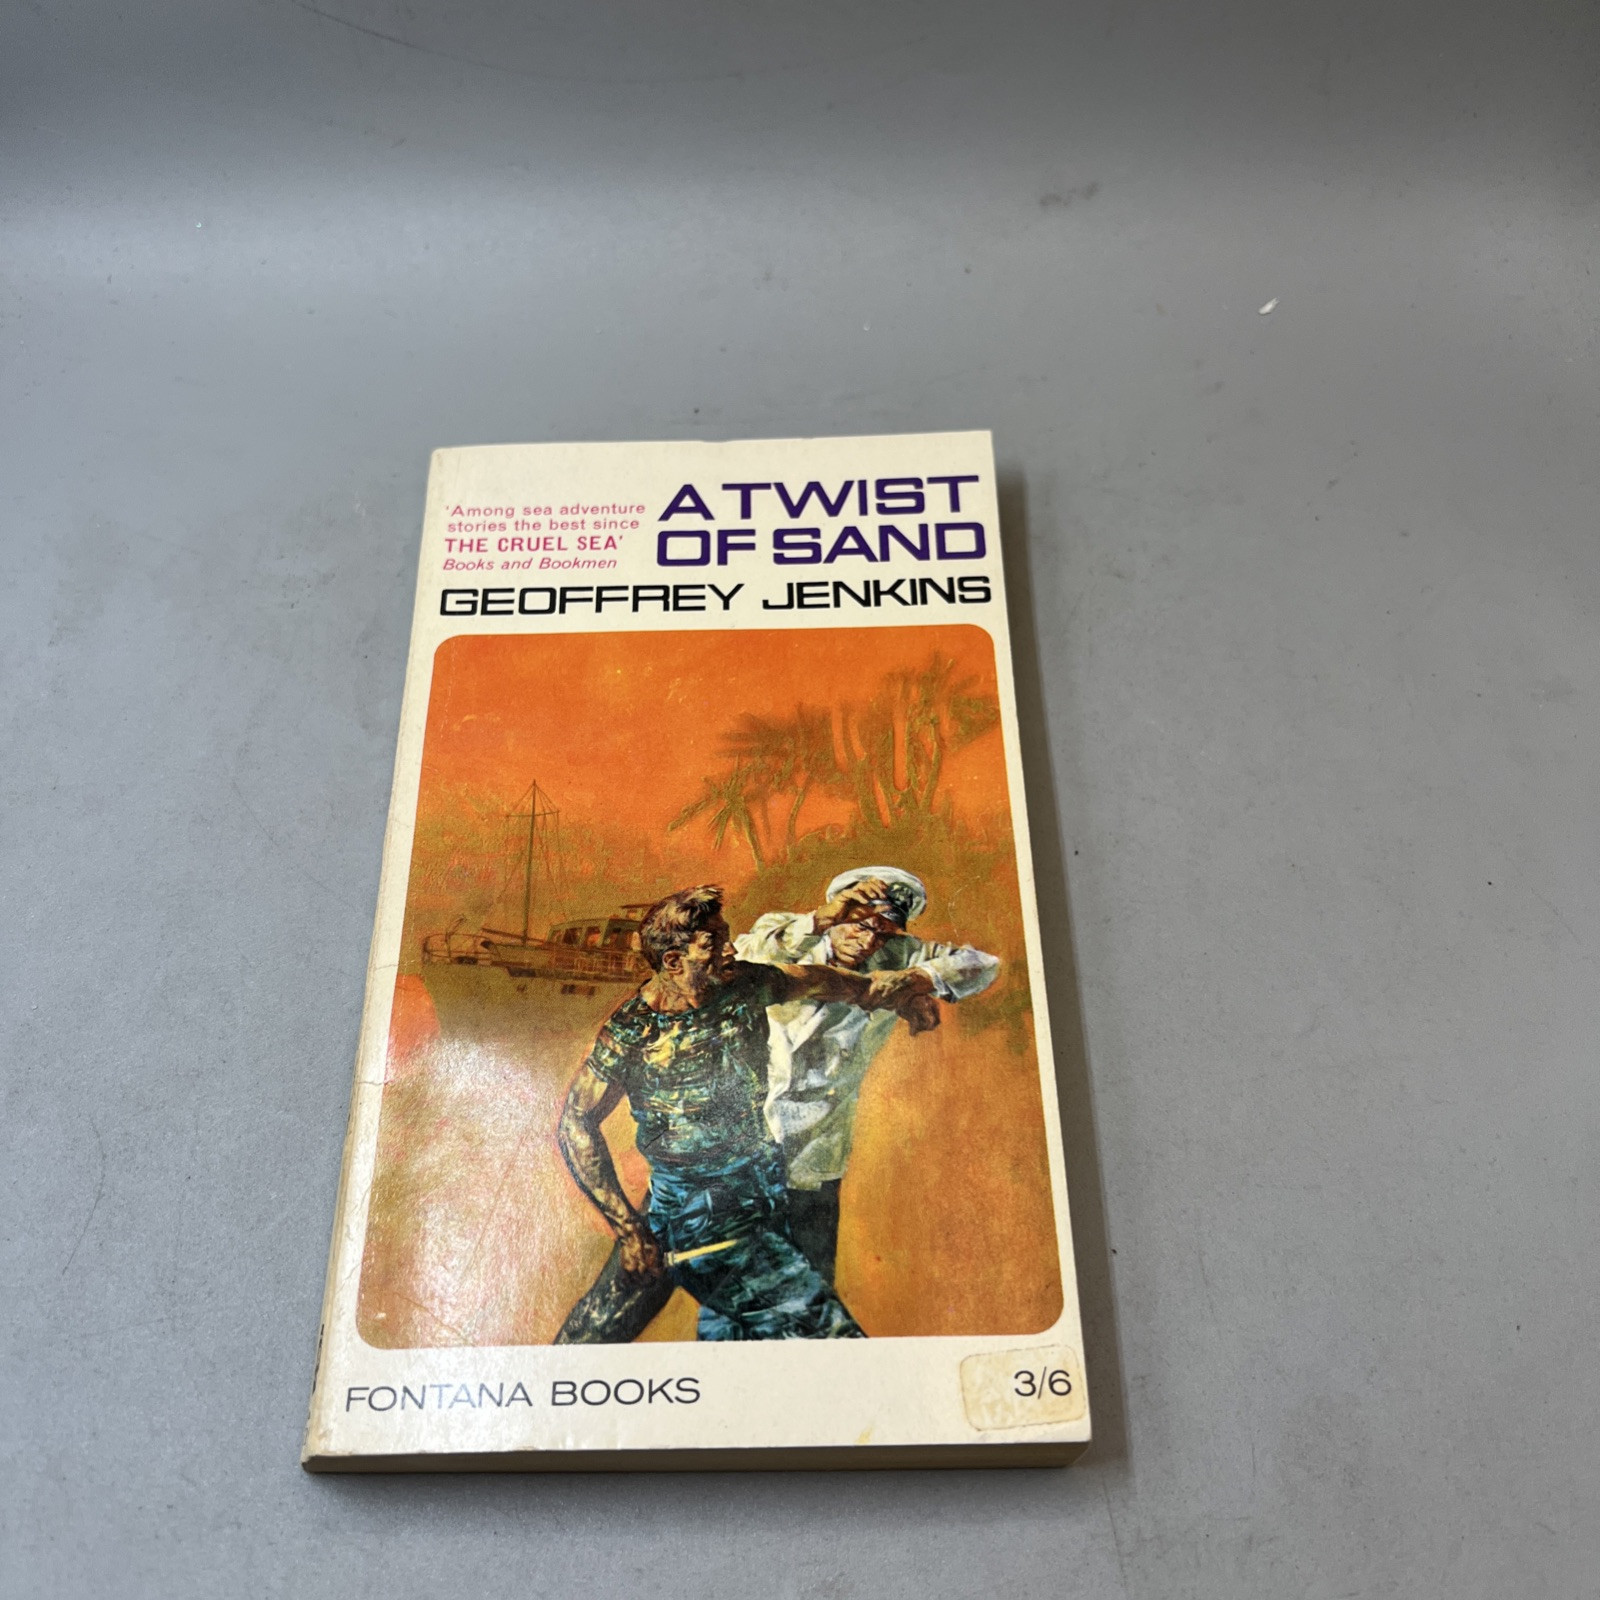 'Among sea adventure
stories the best since
THE CRUEL SEA'
Books and Bookmen
A TWIST
OF SAND
GEOFFREY JENKINS
FONTANA BOOKS
3/6